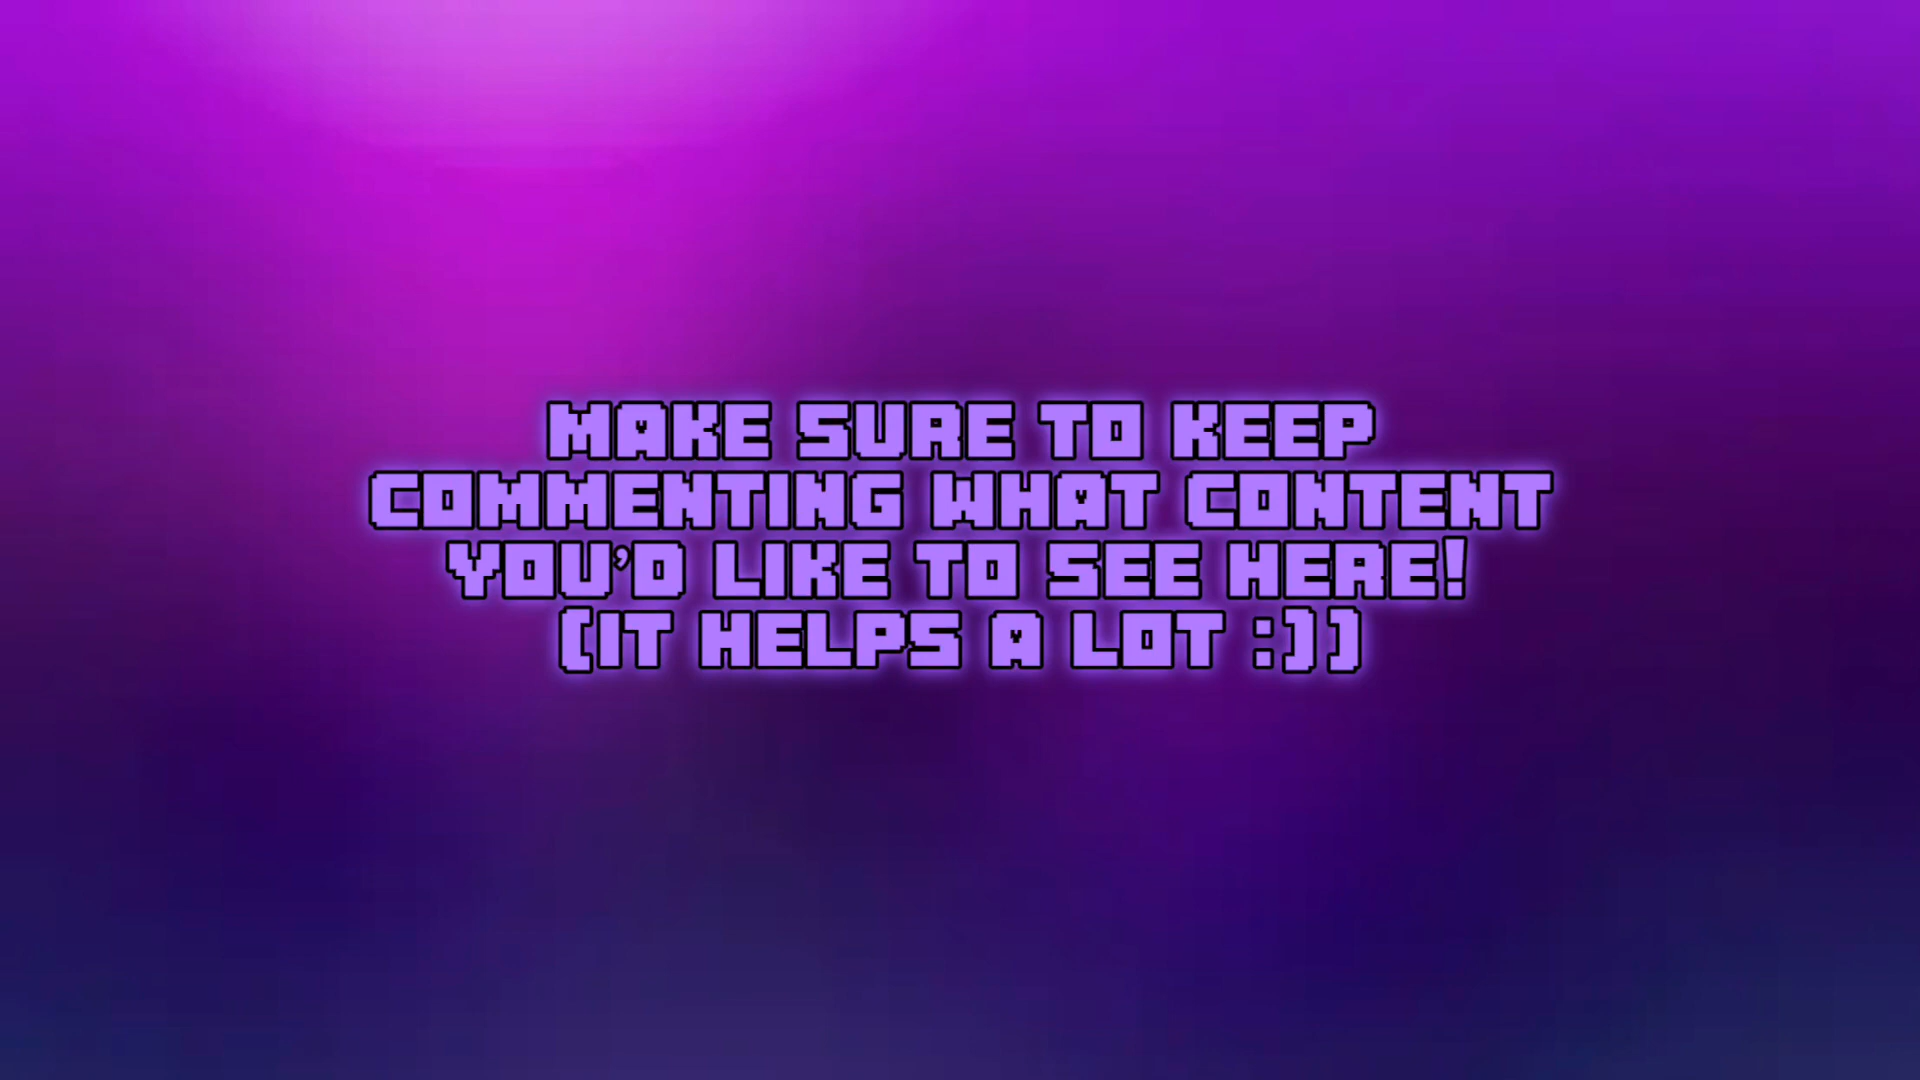 MAKE SURE TO KEEP
COMMENTING WHAT CONTENT
YOU'D LIKE TO SEE HERE!
(IT HELPS A LOT :))